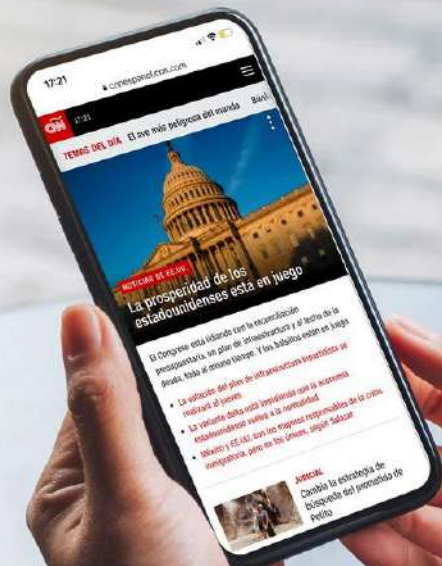 17:21
cnnespanol.cnn.com
CNN
17:21
TEMAS DEL DÍA El ave más peligrosa del mundo
NOTICIAS DE EE.UU.
La prosperidad de los
estadounidenses está en juego
El Congreso está lidiando con la reconciliación
presupuestaria, un plan de infraestructura y el techo de la
deuda, todo al mismo tiempo. Y los bolsillos están en juego
La votación del plan de infraestructura bipartidista se
realizará el jueves
La variante delta está impidiendo que la economía
estadounidense vuelva a la normalidad
México y EE.UU. son los mayores responsables de la crisis
inmigratoria, pero no los únicos, según Salazar
JUDICIAL
Cambia la estrategia de
búsqueda del prometido de
Petito